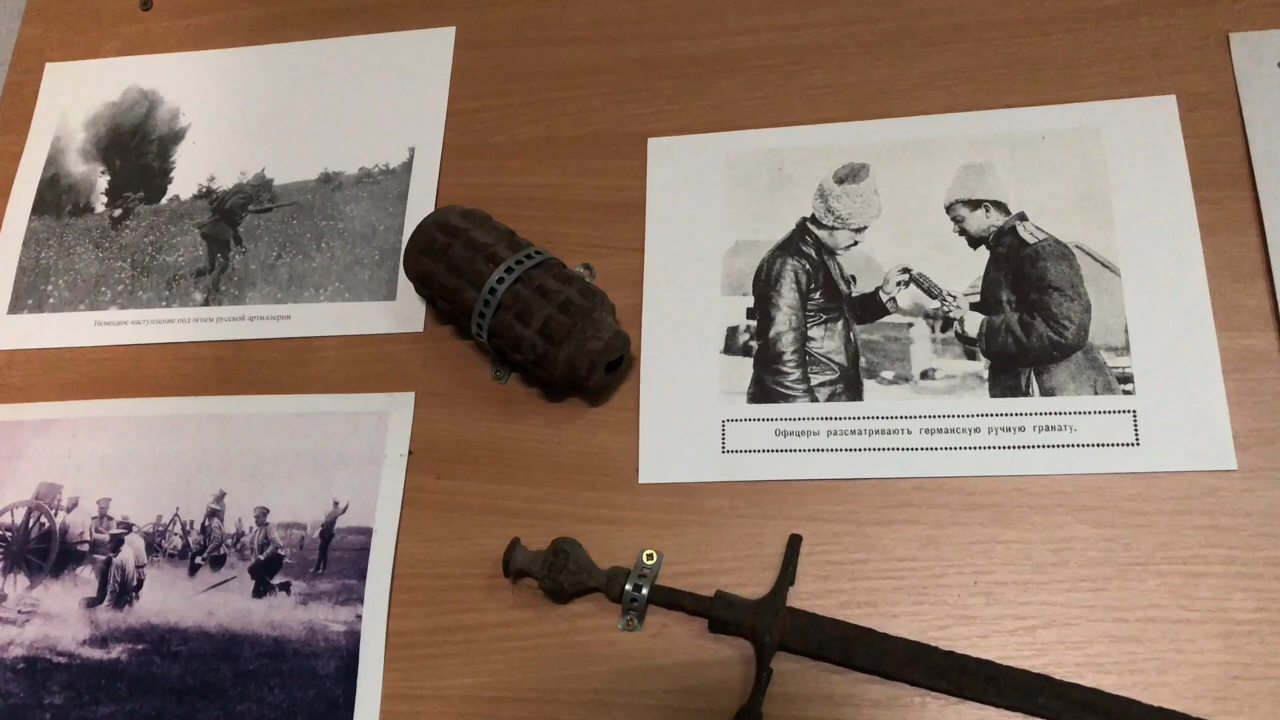 Немецкое наступление под огнем русской артиллерии
Офицеры разсматриваютъ германскую ручную гранату.